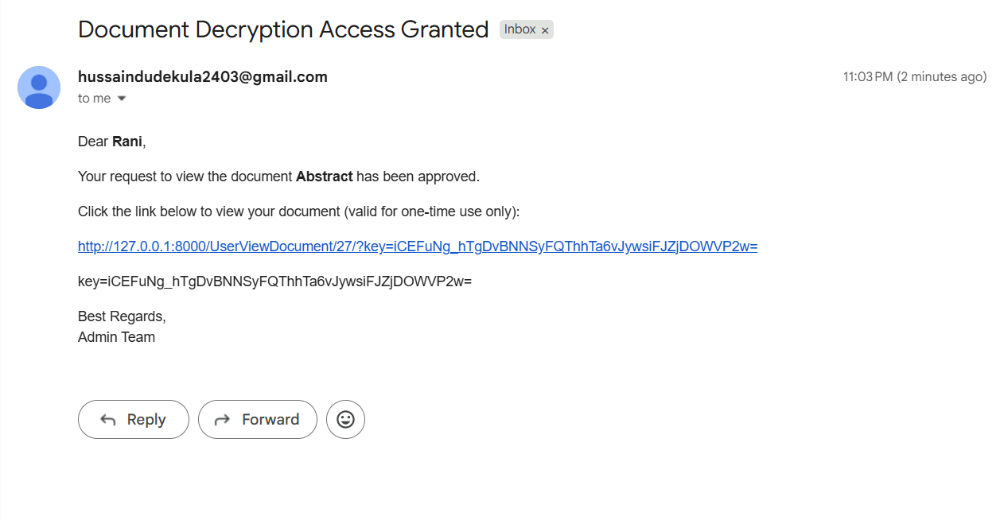 Document Decryption Access Granted Inbox ×
hussaindudekula2403@gmail.com 11:03 PM (2 minutes ago)
to me
Dear Rani,
Your request to view the document Abstract has been approved.
Click the link below to view your document (valid for one-time use only):
http://127.0.0.1:8000/UserViewDocument/27/?key=iCEFuNg_hTgDvBNNSyFQThhTa6vJywsiFJZjDOWVP2w=
key=iCEFuNg_hTgDvBNNSyFQThhTa6vJywsiFJZjDOWVP2w=
Best Regards,
Admin Team
Reply Forward